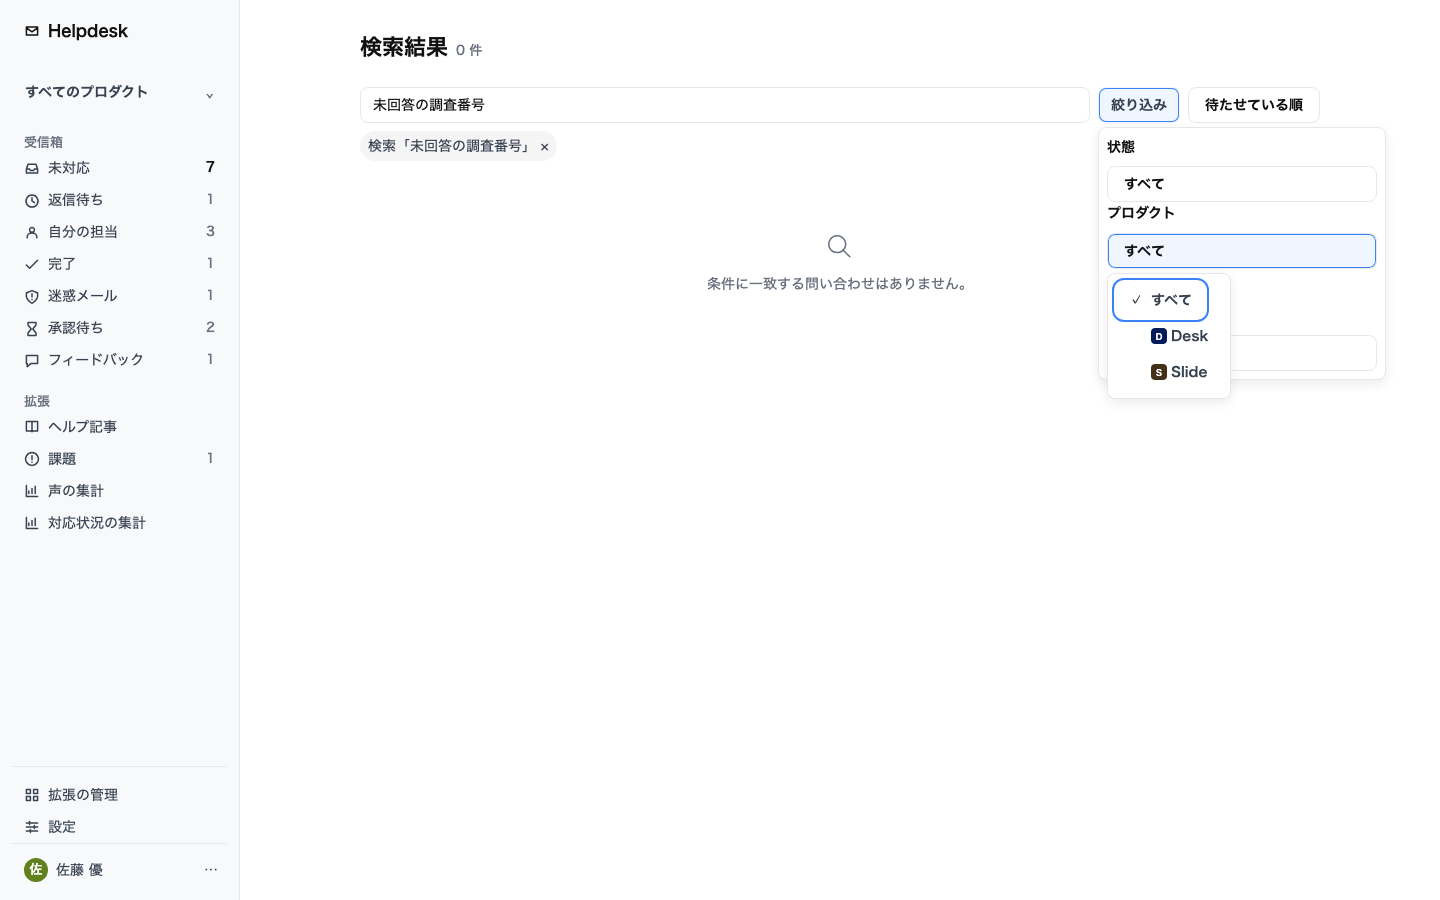 Helpdesk
すべてのプロダクト
受信箱
未対応 7
返信待ち 1
自分の担当 3
完了 1
迷惑メール 1
承認待ち 2
フィードバック 1
拡張
ヘルプ記事
課題 1
声の集計
対応状況の集計
拡張の管理
設定
佐 佐藤 優 …
検索結果 0 件
未回答の調査番号 絞り込み 待たせている順
検索「未回答の調査番号」 ×
条件に一致する問い合わせはありません。
状態
すべて
プロダクト
すべて
✓ すべて
D Desk
S Slide